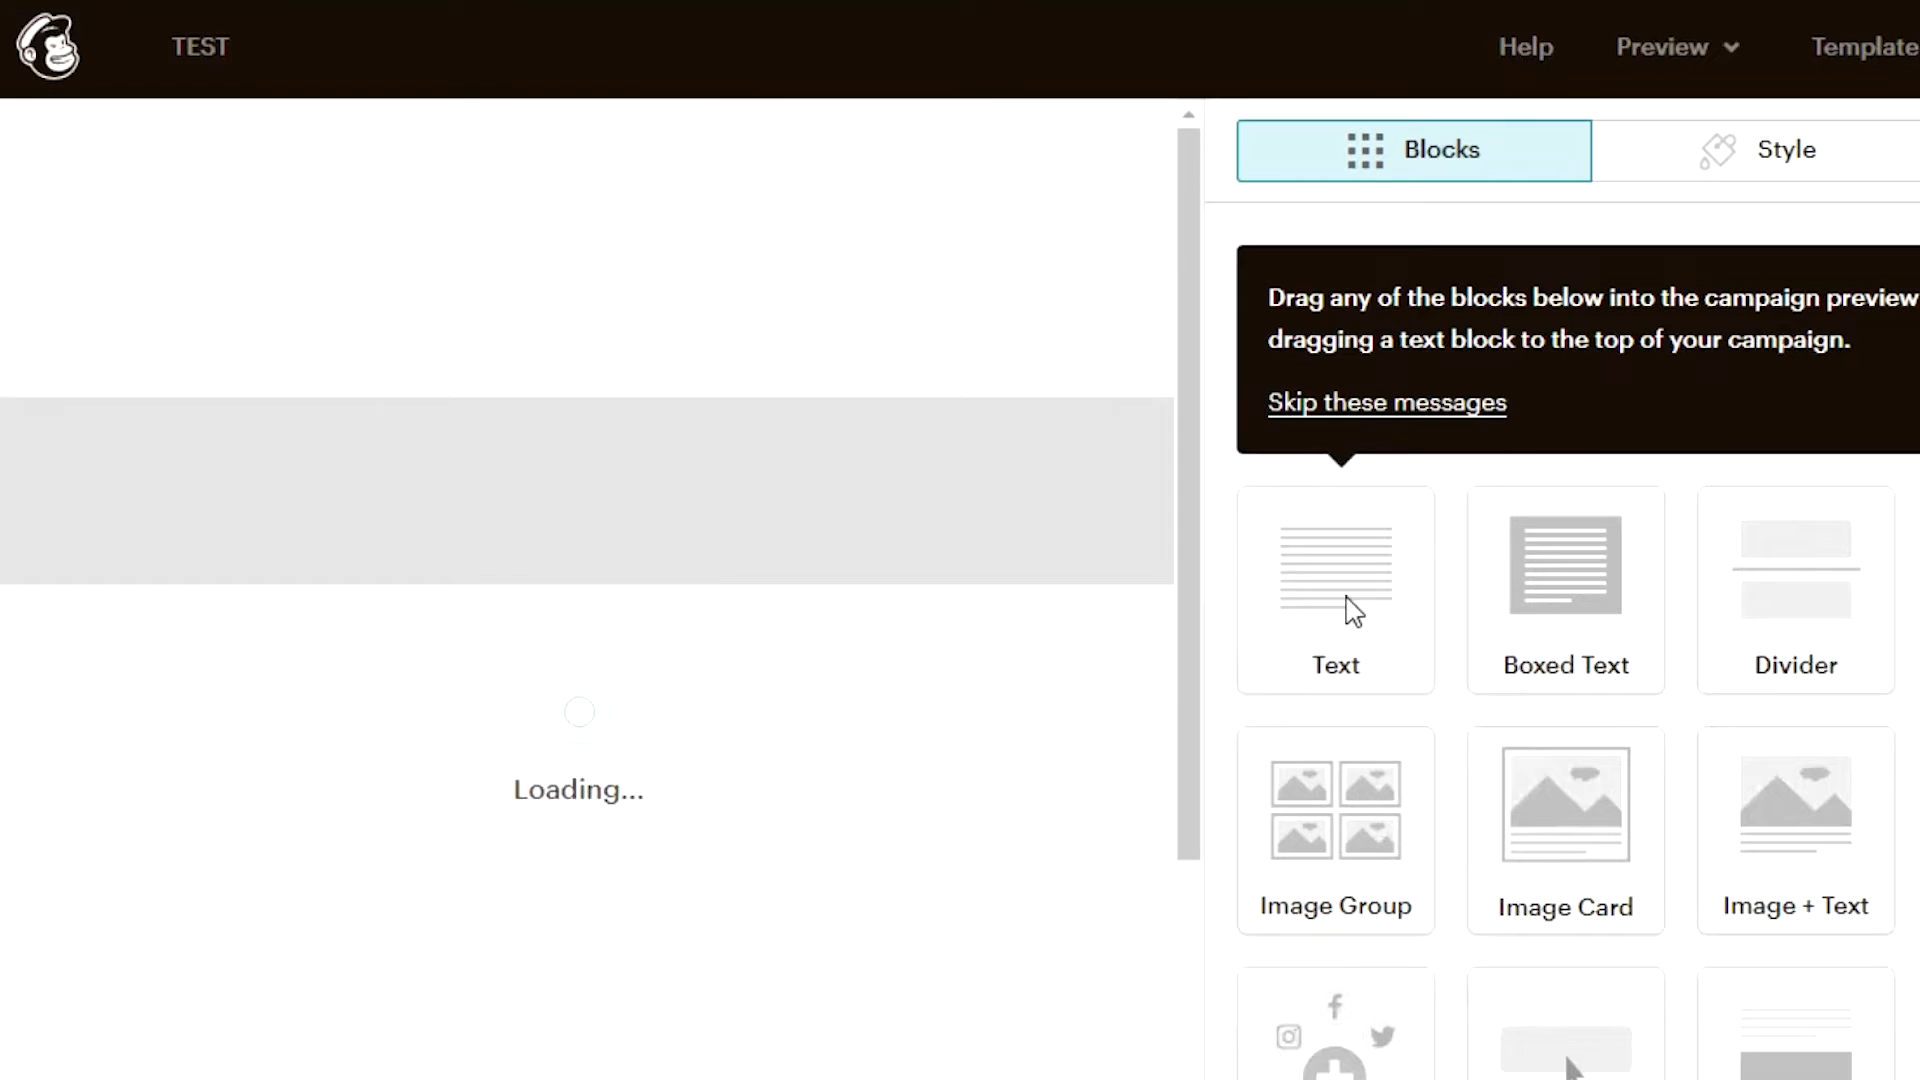 TEST
Help
Preview
Template
Blocks
Style
Drag any of the blocks below into the campaign preview
dragging a text block to the top of your campaign.
Skip these messages
Text
Boxed Text
Divider
Loading...
Image Group
Image Card
Image + Text